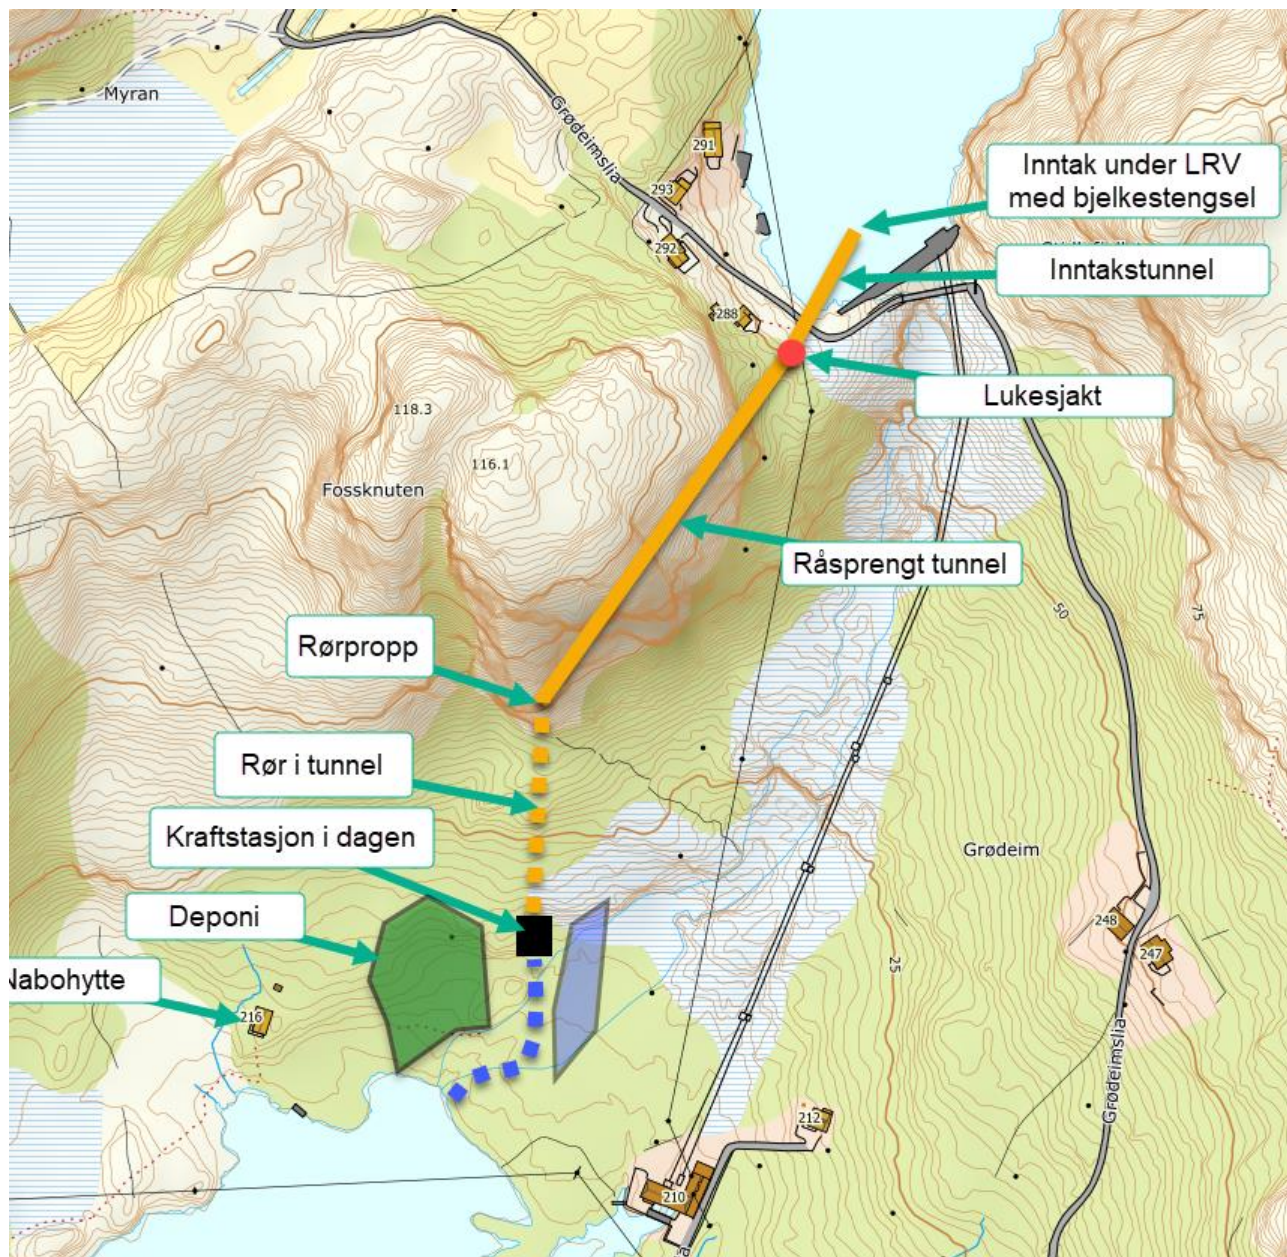 Myran
Grødeimslia
291
293
292
288
Inntak under LRV
med bjelkestengsel
Inntakstunnel
Lukesjakt
118.3
116.1
Fossknuten
Råsprengt tunnel
50
75
Rørpropp
Rør i tunnel
Kraftstasjon i dagen
Grødeim
Deponi
248
247
25
Nabohytte
216
Grødeimslia
212
210